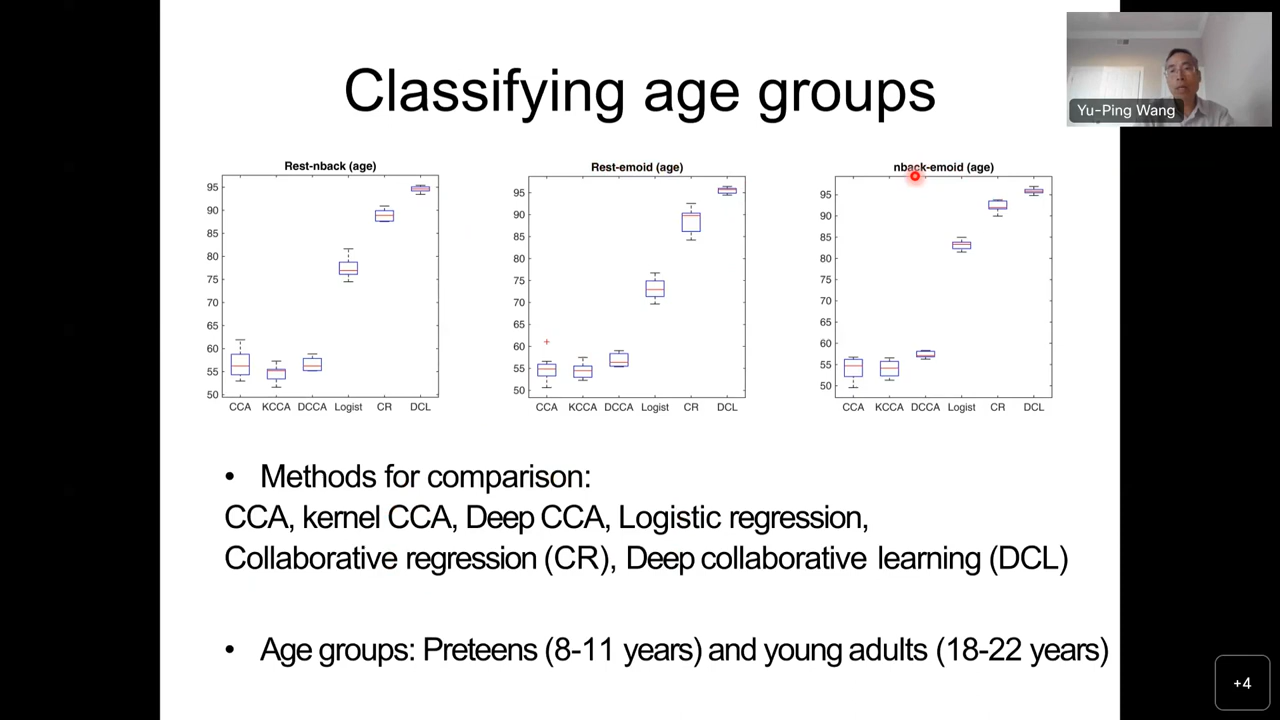 Classifying age groups
Yu-Ping Wang
Rest-nback (age)
95
90
85
80
75
70
65
60
55
50
CCA KCCA DCCA Logist CR DCL
Rest-emoid (age)
95
90
85
80
75
70
65
60
55
50
CCA KCCA DCCA Logist CR DCL
nback-emoid (age)
95
90
85
80
75
70
65
60
55
50
CCA KCCA DCCA Logist CR DCL
• Methods for comparison:
CCA, kernel CCA, Deep CCA, Logistic regression,
Collaborative regression (CR), Deep collaborative learning (DCL)
• Age groups: Preteens (8-11 years) and young adults (18-22 years)
+4